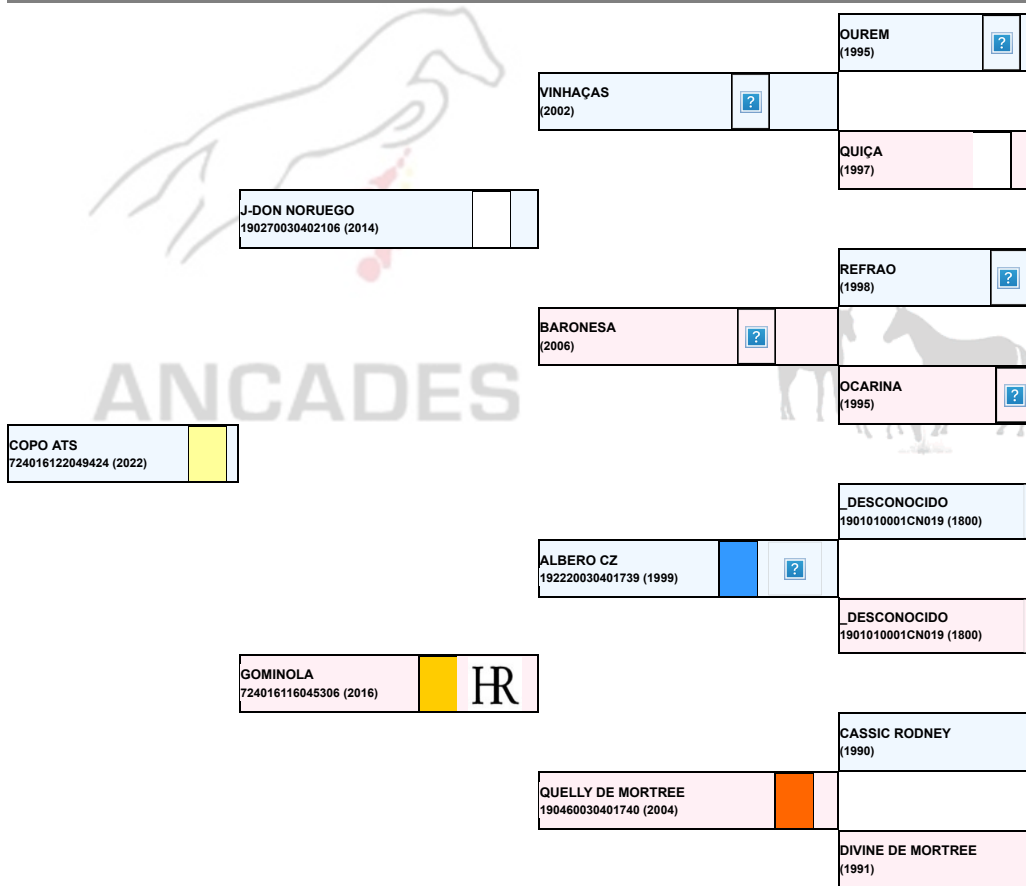 OUREM
(1995)
VINHAÇAS
(2002)
QUIÇA
(1997)
J-DON NORUEGO
190270030402106 (2014)
REFRAO
(1998)
BARONESA
(2006)
ANCADES
OCARINA
(1995)
COPO ATS
724016122049424 (2022)
_DESCONOCIDO
1901010001CN019 (1800)
ALBERO CZ
192220030401739 (1999)
_DESCONOCIDO
1901010001CN019 (1800)
GOMINOLA
724016116045306 (2016)
HR
CASSIC RODNEY
(1990)
QUELLY DE MORTREE
190460030401740 (2004)
DIVINE DE MORTREE
(1991)